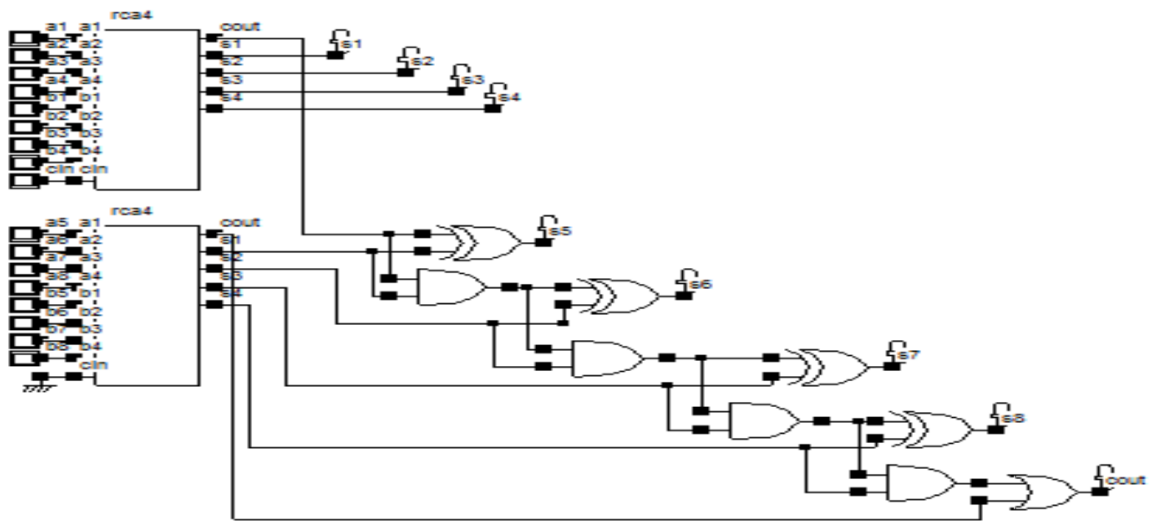 rca4
a1 a1 cout
a2 a2 s1 s1
a3 a3 s2 s2
a4 a4 s3 s3
b1 b1 s4 s4
b2 b2
b3 b3
b4 b4
cin cin
rca4
a5 a1 cout
a6 a2 s1 s5
a7 a3 s2
a8 a4 s3 s6
b5 b1 s4
b6 b2
b7 b3
b8 b4 s7
cin
s8
cout